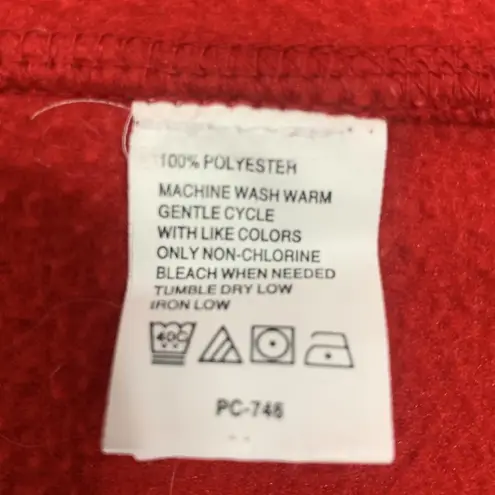 100% POLYESTER
MACHINE WASH WARM
GENTLE CYCLE
WITH LIKE COLORS
ONLY NON-CHLORINE
BLEACH WHEN NEEDED
TUMBLE DRY LOW
IRON LOW
40C
PC-746